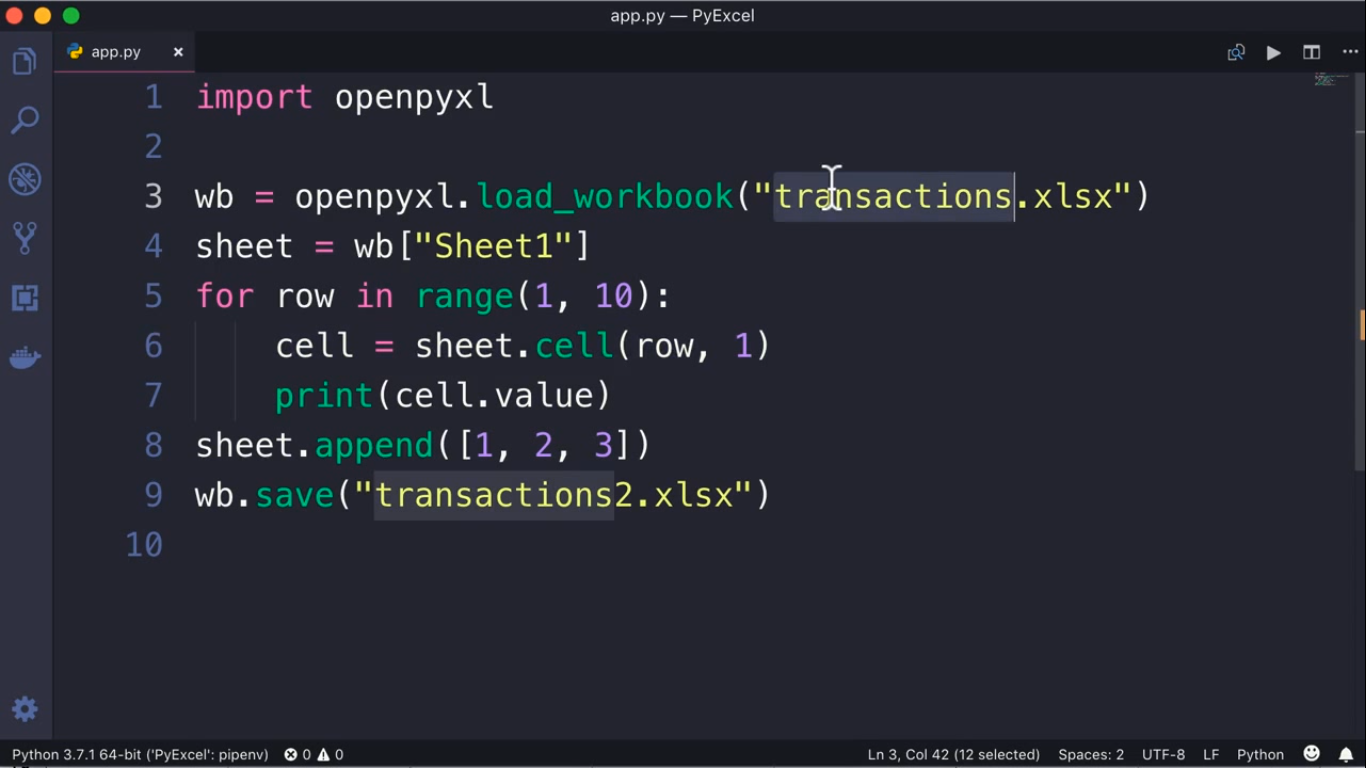 app.py — PyExcel
app.py
1 import openpyxl
2
3 wb = openpyxl.load_workbook("transactions.xlsx")
4 sheet = wb["Sheet1"]
5 for row in range(1, 10):
6     cell = sheet.cell(row, 1)
7     print(cell.value)
8 sheet.append([1, 2, 3])
9 wb.save("transactions2.xlsx")
10
Python 3.7.1 64-bit ('PyExcel': pipenv) 0 0 Ln 3, Col 42 (12 selected) Spaces: 2 UTF-8 LF Python